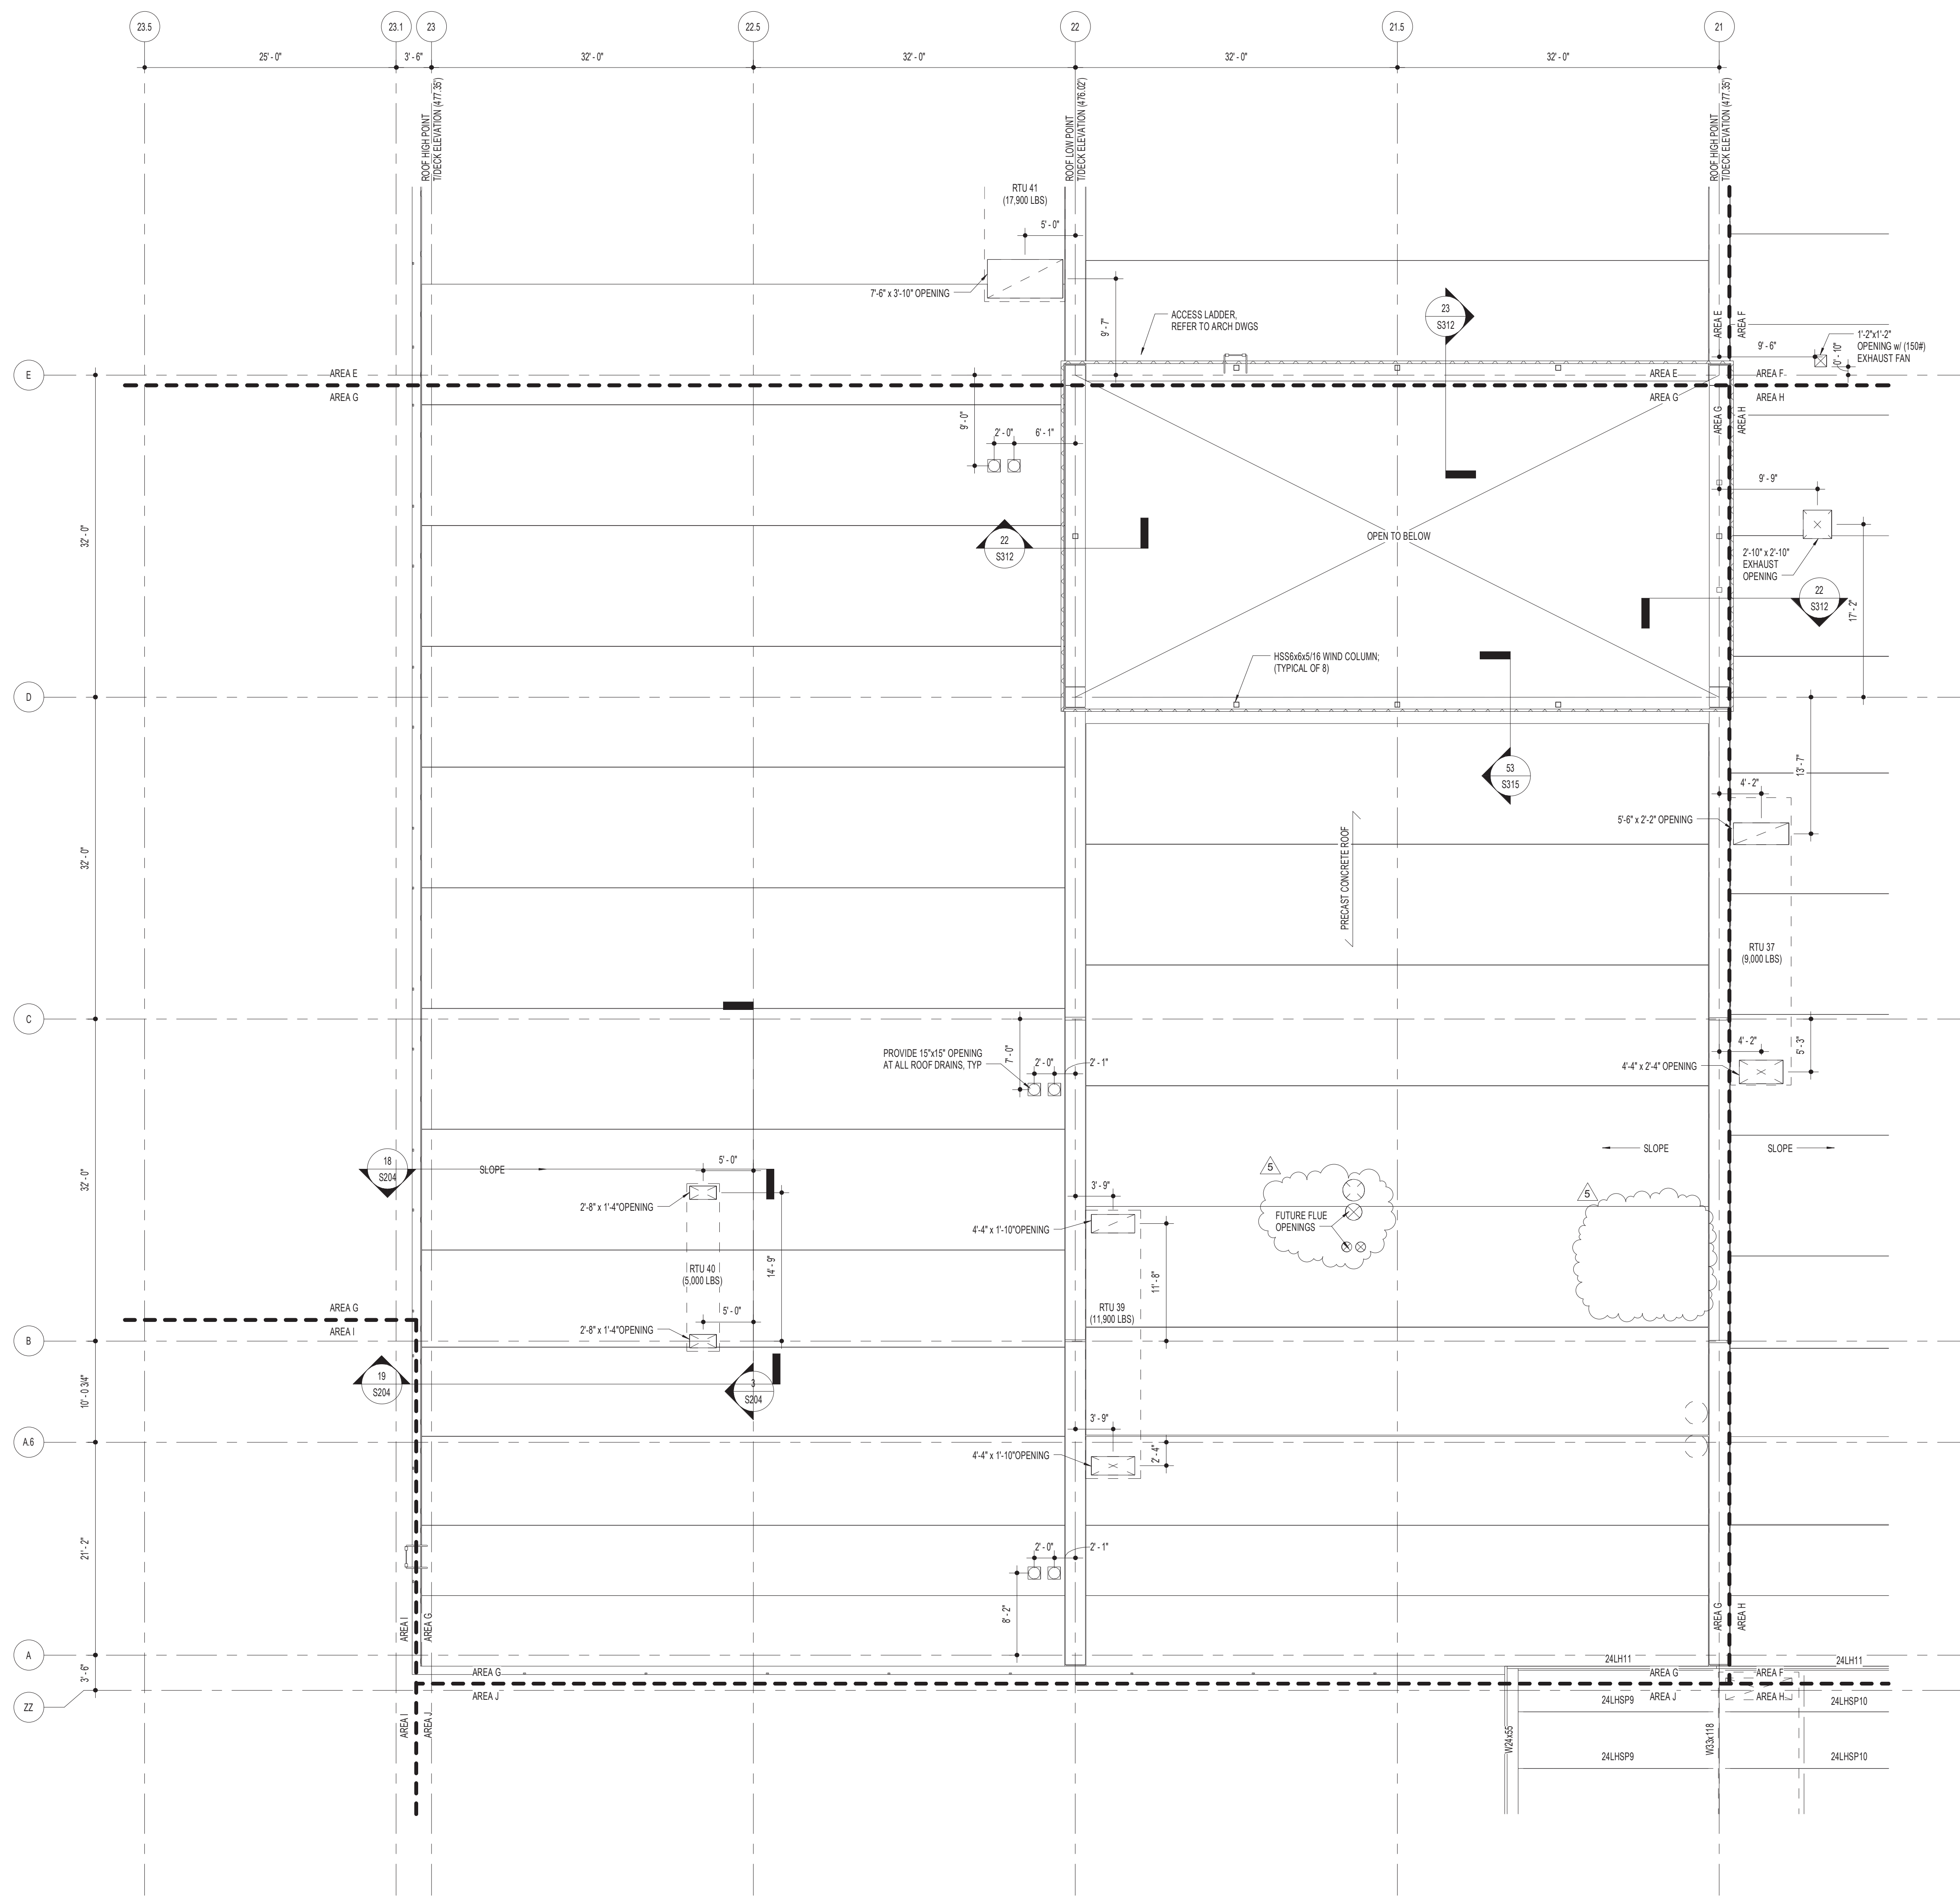 23.5
23.1
23
22.5
22
21.5
21
25' - 0"
3' - 6"
32' - 0"
32' - 0"
32' - 0"
32' - 0"
ROOF HIGH POINT
T/DECK ELEVATION (477.35')
ROOF LOW POINT
T/DECK ELEVATION (476.02')
ROOF HIGH POINT
T/DECK ELEVATION (477.35')
RTU 41
(17,900 LBS)
5' - 0"
7'-6" x 3'-10" OPENING
9' - 7"
ACCESS LADDER,
REFER TO ARCH DWGS
23
S312
AREA E
AREA F
9' - 6"
1'-2"x1'-2"
OPENING w/ (150#)
EXHAUST FAN
0' - 10"
E
AREA E
AREA G
AREA E
AREA G
AREA F
AREA H
AREA G
AREA H
9' - 0"
2' - 0"
6' - 1"
9' - 9"
32' - 0"
22
S312
OPEN TO BELOW
2'-10" x 2'-10"
EXHAUST
OPENING
22
S312
17' - 2"
HSS6x6x5/16 WIND COLUMN;
(TYPICAL OF 8)
D
53
S315
13' - 7"
4' - 2"
5'-6" x 2'-2" OPENING
32' - 0"
PRECAST CONCRETE ROOF
RTU 37
(9,000 LBS)
C
PROVIDE 15"x15" OPENING
AT ALL ROOF DRAINS, TYP
7' - 0"
2' - 0"
2' - 1"
4' - 2"
5' - 3"
4'-4" x 2'-4" OPENING
18
S204
SLOPE
5' - 0"
SLOPE
SLOPE
32' - 0"
2'-8" x 1'-4"OPENING
3' - 9"
5
5
4'-4" x 1'-10"OPENING
FUTURE FLUE
OPENINGS
RTU 40
(5,000 LBS)
14' - 9"
11' - 8"
AREA G
AREA I
5' - 0"
RTU 39
(11,900 LBS)
2'-8" x 1'-4"OPENING
B
19
S204
3
S204
10' - 0 3/4"
3' - 9"
A.6
4'-4" x 1'-10"OPENING
2' - 4"
21' - 2"
2' - 0"
2' - 1"
8' - 2"
AREA I
AREA G
AREA G
AREA H
A
3' - 6"
ZZ
AREA G
AREA J
24LH11
24LH11
AREA G
AREA J
AREA F
AREA H
24LHSP9
24LHSP10
AREA I
AREA J
W24x55
W33x118
24LHSP9
24LHSP10